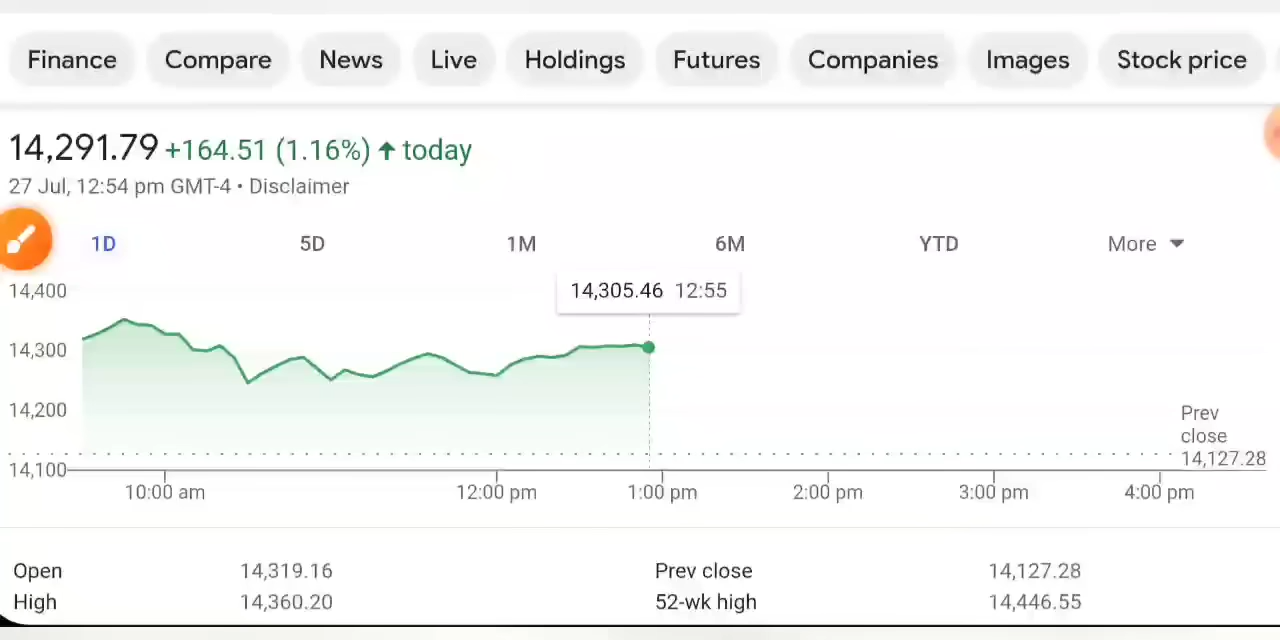 Finance Compare News Live Holdings Futures Companies Images Stock price
14,291.79 +164.51 (1.16%) ↑ today
27 Jul, 12:54 pm GMT-4 • Disclaimer
1D 5D 1M 6M YTD More
14,305.46 12:55
14,400
14,300
14,200
14,100
Prev
close
14,127.28
10:00 am 12:00 pm 1:00 pm 2:00 pm 3:00 pm 4:00 pm
Open 14,319.16 Prev close 14,127.28
High 14,360.20 52-wk high 14,446.55